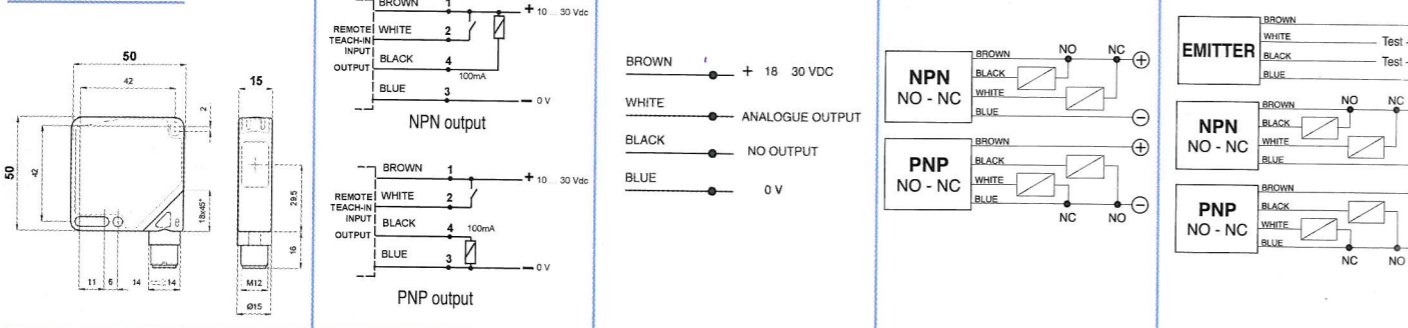 50
42
15
2
50
42
18x45°
29,5
16
11
6
14
14
M12
Ø15
BROWN 1 + 10 30 Vdc
REMOTE TEACH-IN INPUT
WHITE 2
OUTPUT
BLACK 4
100mA
BLUE 3 – 0 V
NPN output
BROWN 1 + 10 30 Vdc
REMOTE TEACH-IN INPUT
WHITE 2
OUTPUT
BLACK 4
100mA
BLUE 3 – 0 V
PNP output
BROWN + 18 30 VDC
WHITE ANALOGUE OUTPUT
BLACK NO OUTPUT
BLUE 0 V
NPN
NO - NC
BROWN NO NC +
BLACK
WHITE
BLUE –
PNP
NO - NC
BROWN +
BLACK
WHITE
BLUE –
NC NO
EMITTER
BROWN
WHITE Test -
BLACK Test -
BLUE
NPN
NO - NC
BROWN NO NC
BLACK
WHITE
BLUE
PNP
NO - NC
BROWN
BLACK
WHITE
BLUE
NC NO